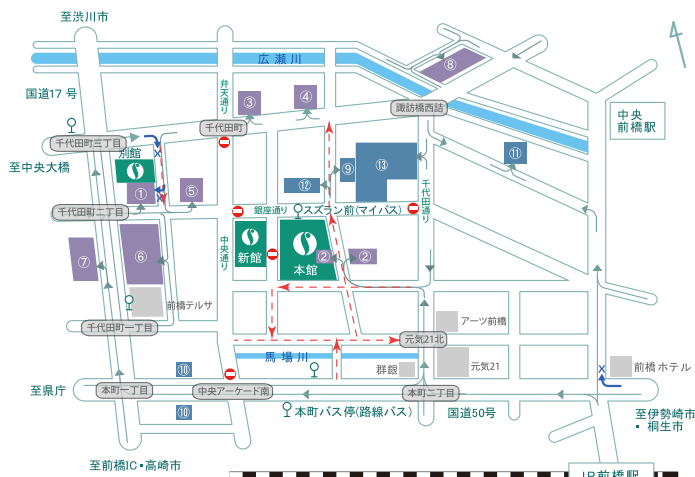 至渋川市
広瀬川
⑧
国道17号
弁天通り
③
④
諏訪橋西詰
中央
前橋駅
千代田町三丁目
千代田町
別館
至中央大橋
①
⑤
⑫
⑨
⑬
⑪
千代田通り
千代田町二丁目
銀座通り
スズラン前(マイバス)
中央通り
新館
本館
②
②
⑥
⑦
前橋テルサ
千代田町一丁目
アーツ前橋
元気21北
馬場川
群銀
元気21
⑩
前橋ホテル
至県庁
本町一丁目
中央アーケード南
本町二丁目
⑩
本町バス停(路線バス)
国道50号
至伊勢崎市
・桐生市
至前橋IC・高崎市
JR前橋駅